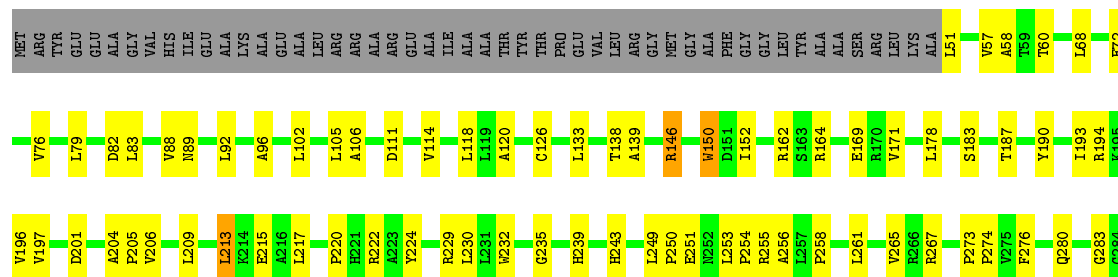 MET ARG TYR GLU GLU ALA GLY VAL HIS ILE GLU ALA LYS ALA GLU ALA LEU ARG ARG ALA ARG GLU ALA ILE ALA ALA THR TYR THR PRO GLU VAL LEU ARG GLY MET GLY ALA PHE GLY GLY LEU TYR ALA ALA SER ARG LEU LYS ALA L51 V57 A58 T59 T60 L68
V76 L79 D82 L83 V88 N89 L92 A96 L102 L105 A106 D111 V114 L118 L119 A120 C126 L133 T138 A139 R146 W150 D151 I152 R162 S163 R164 E169 R170 V171 L178 S183 T187 Y190 I193 R194
V196 V197 D201 A204 P205 V206 L209 L213 K214 E215 A216 L217 P220 H221 R222 A223 Y224 R229 L230 L231 W232 G235 H239 H243 L249 P250 E251 N252 L253 P254 R255 A256 L257 P258 L261 V265 R266 R267 P273 P274 V275 F276 Q280 G283